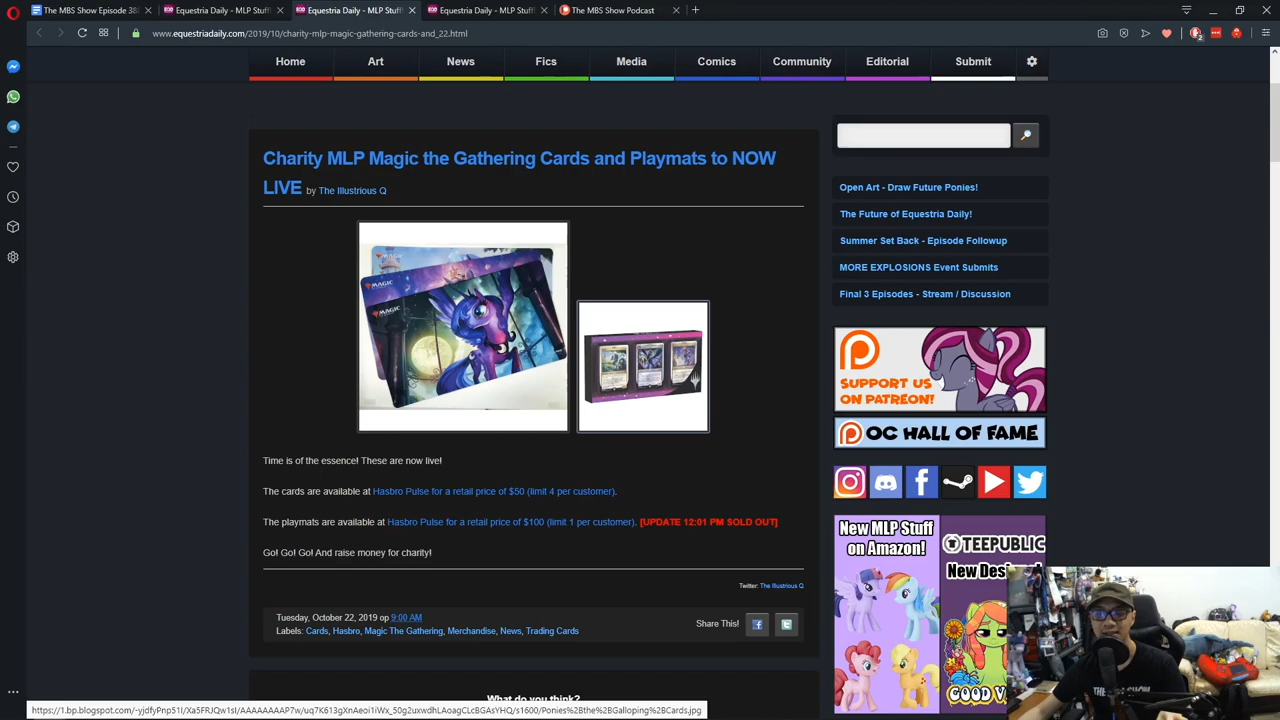 The MBS Show Episode 38
Equestria Daily - MLP Stuff
Equestria Daily - MLP Stuff
Equestria Daily - MLP Stuff
The MBS Show Podcast
www.equestriadaily.com/2019/10/charity-mlp-magic-gathering-cards-and_22.html
Home
Art
News
Fics
Media
Comics
Community
Editorial
Submit
Charity MLP Magic the Gathering Cards and Playmats to NOW
LIVE by The Illustrious Q
MAGIC
MAGIC
Time is of the essence! These are now live!
The cards are available at Hasbro Pulse for a retail price of $50 (limit 4 per customer).
The playmats are available at Hasbro Pulse for a retail price of $100 (limit 1 per customer). [UPDATE 12:01 PM SOLD OUT]
Go! Go! Go! And raise money for charity!
Twitter: The Illustrious Q
Tuesday, October 22, 2019 op 9:00 AM
Labels: Cards, Hasbro, Magic The Gathering, Merchandise, News, Trading Cards
Share This!
What do you think?
Open Art - Draw Future Ponies!
The Future of Equestria Daily!
Summer Set Back - Episode Followup
MORE EXPLOSIONS Event Submits
Final 3 Episodes - Stream / Discussion
SUPPORT US
ON PATREON!
OC HALL OF FAME
New MLP Stuff
on Amazon!
TEEPUBLIC
New
GOOD
THE